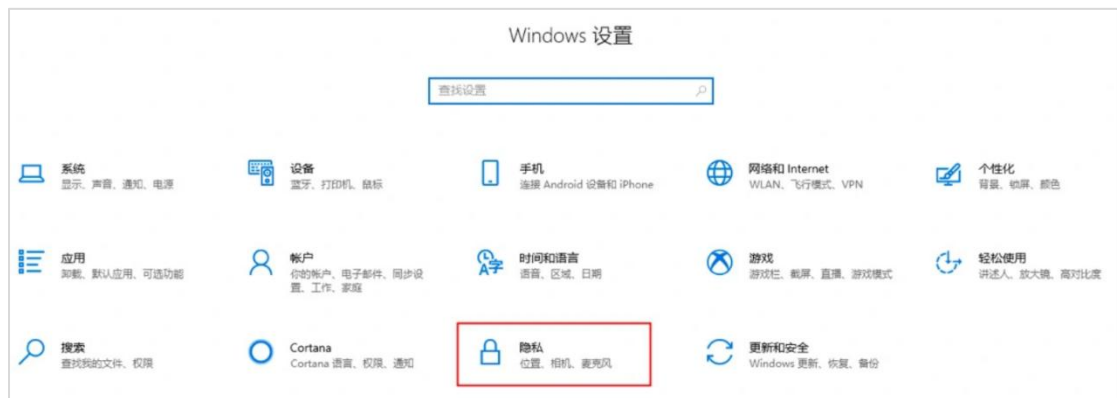 Windows 设置
查找设置
系统
显示、声音、通知、电源
设备
蓝牙、打印机、鼠标
手机
连接 Android 设备和 iPhone
网络和 Internet
WLAN、飞行模式、VPN
个性化
背景、锁屏、颜色
应用
卸载、默认应用、可选功能
帐户
你的帐户、电子邮件、同步设
置、工作、家庭
时间和语言
语音、区域、日期
游戏
游戏栏、截屏、直播、游戏模式
轻松使用
讲述人、放大镜、高对比度
搜索
查找我的文件、权限
Cortana
Cortana 语言、权限、通知
隐私
位置、相机、麦克风
更新和安全
Windows 更新、恢复、备份